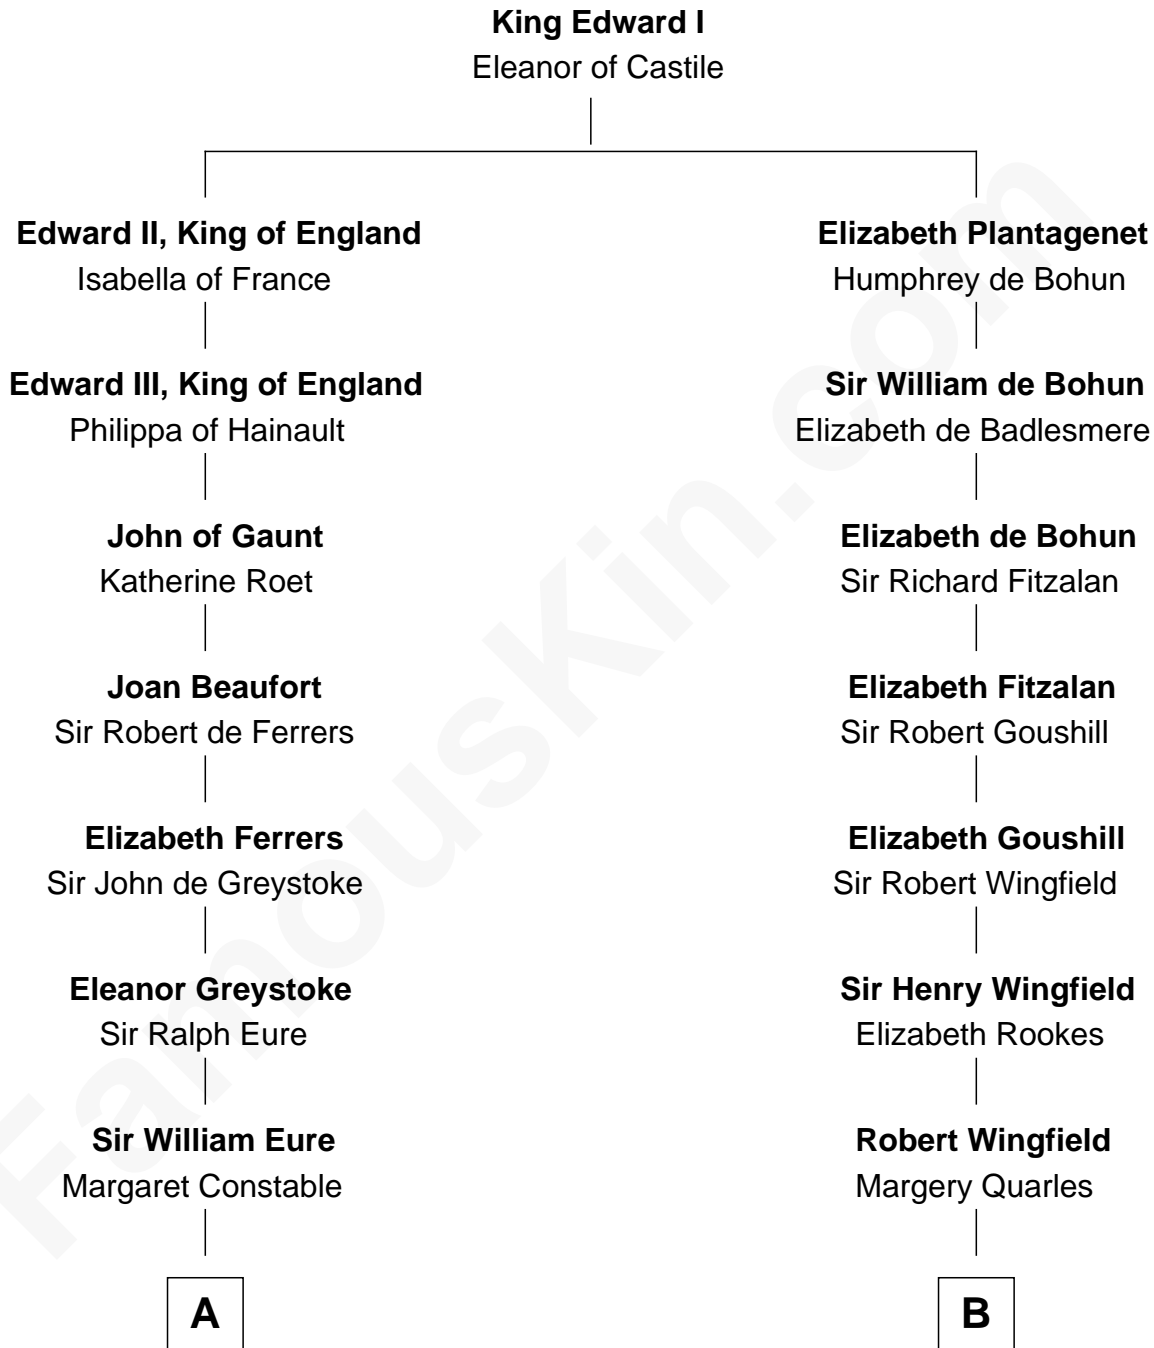 King Edward I
Eleanor of Castile
Edward II, King of England
Isabella of France
Elizabeth Plantagenet
Humphrey de Bohun
Edward III, King of England
Philippa of Hainault
Sir William de Bohun
Elizabeth de Badlesmere
John of Gaunt
Katherine Roet
Elizabeth de Bohun
Sir Richard Fitzalan
Joan Beaufort
Sir Robert de Ferrers
Elizabeth Fitzalan
Sir Robert Goushill
Elizabeth Ferrers
Sir John de Greystoke
Elizabeth Goushill
Sir Robert Wingfield
Eleanor Greystoke
Sir Ralph Eure
Sir Henry Wingfield
Elizabeth Rookes
Sir William Eure
Margaret Constable
Robert Wingfield
Margery Quarles
A
B
FamousKin.com